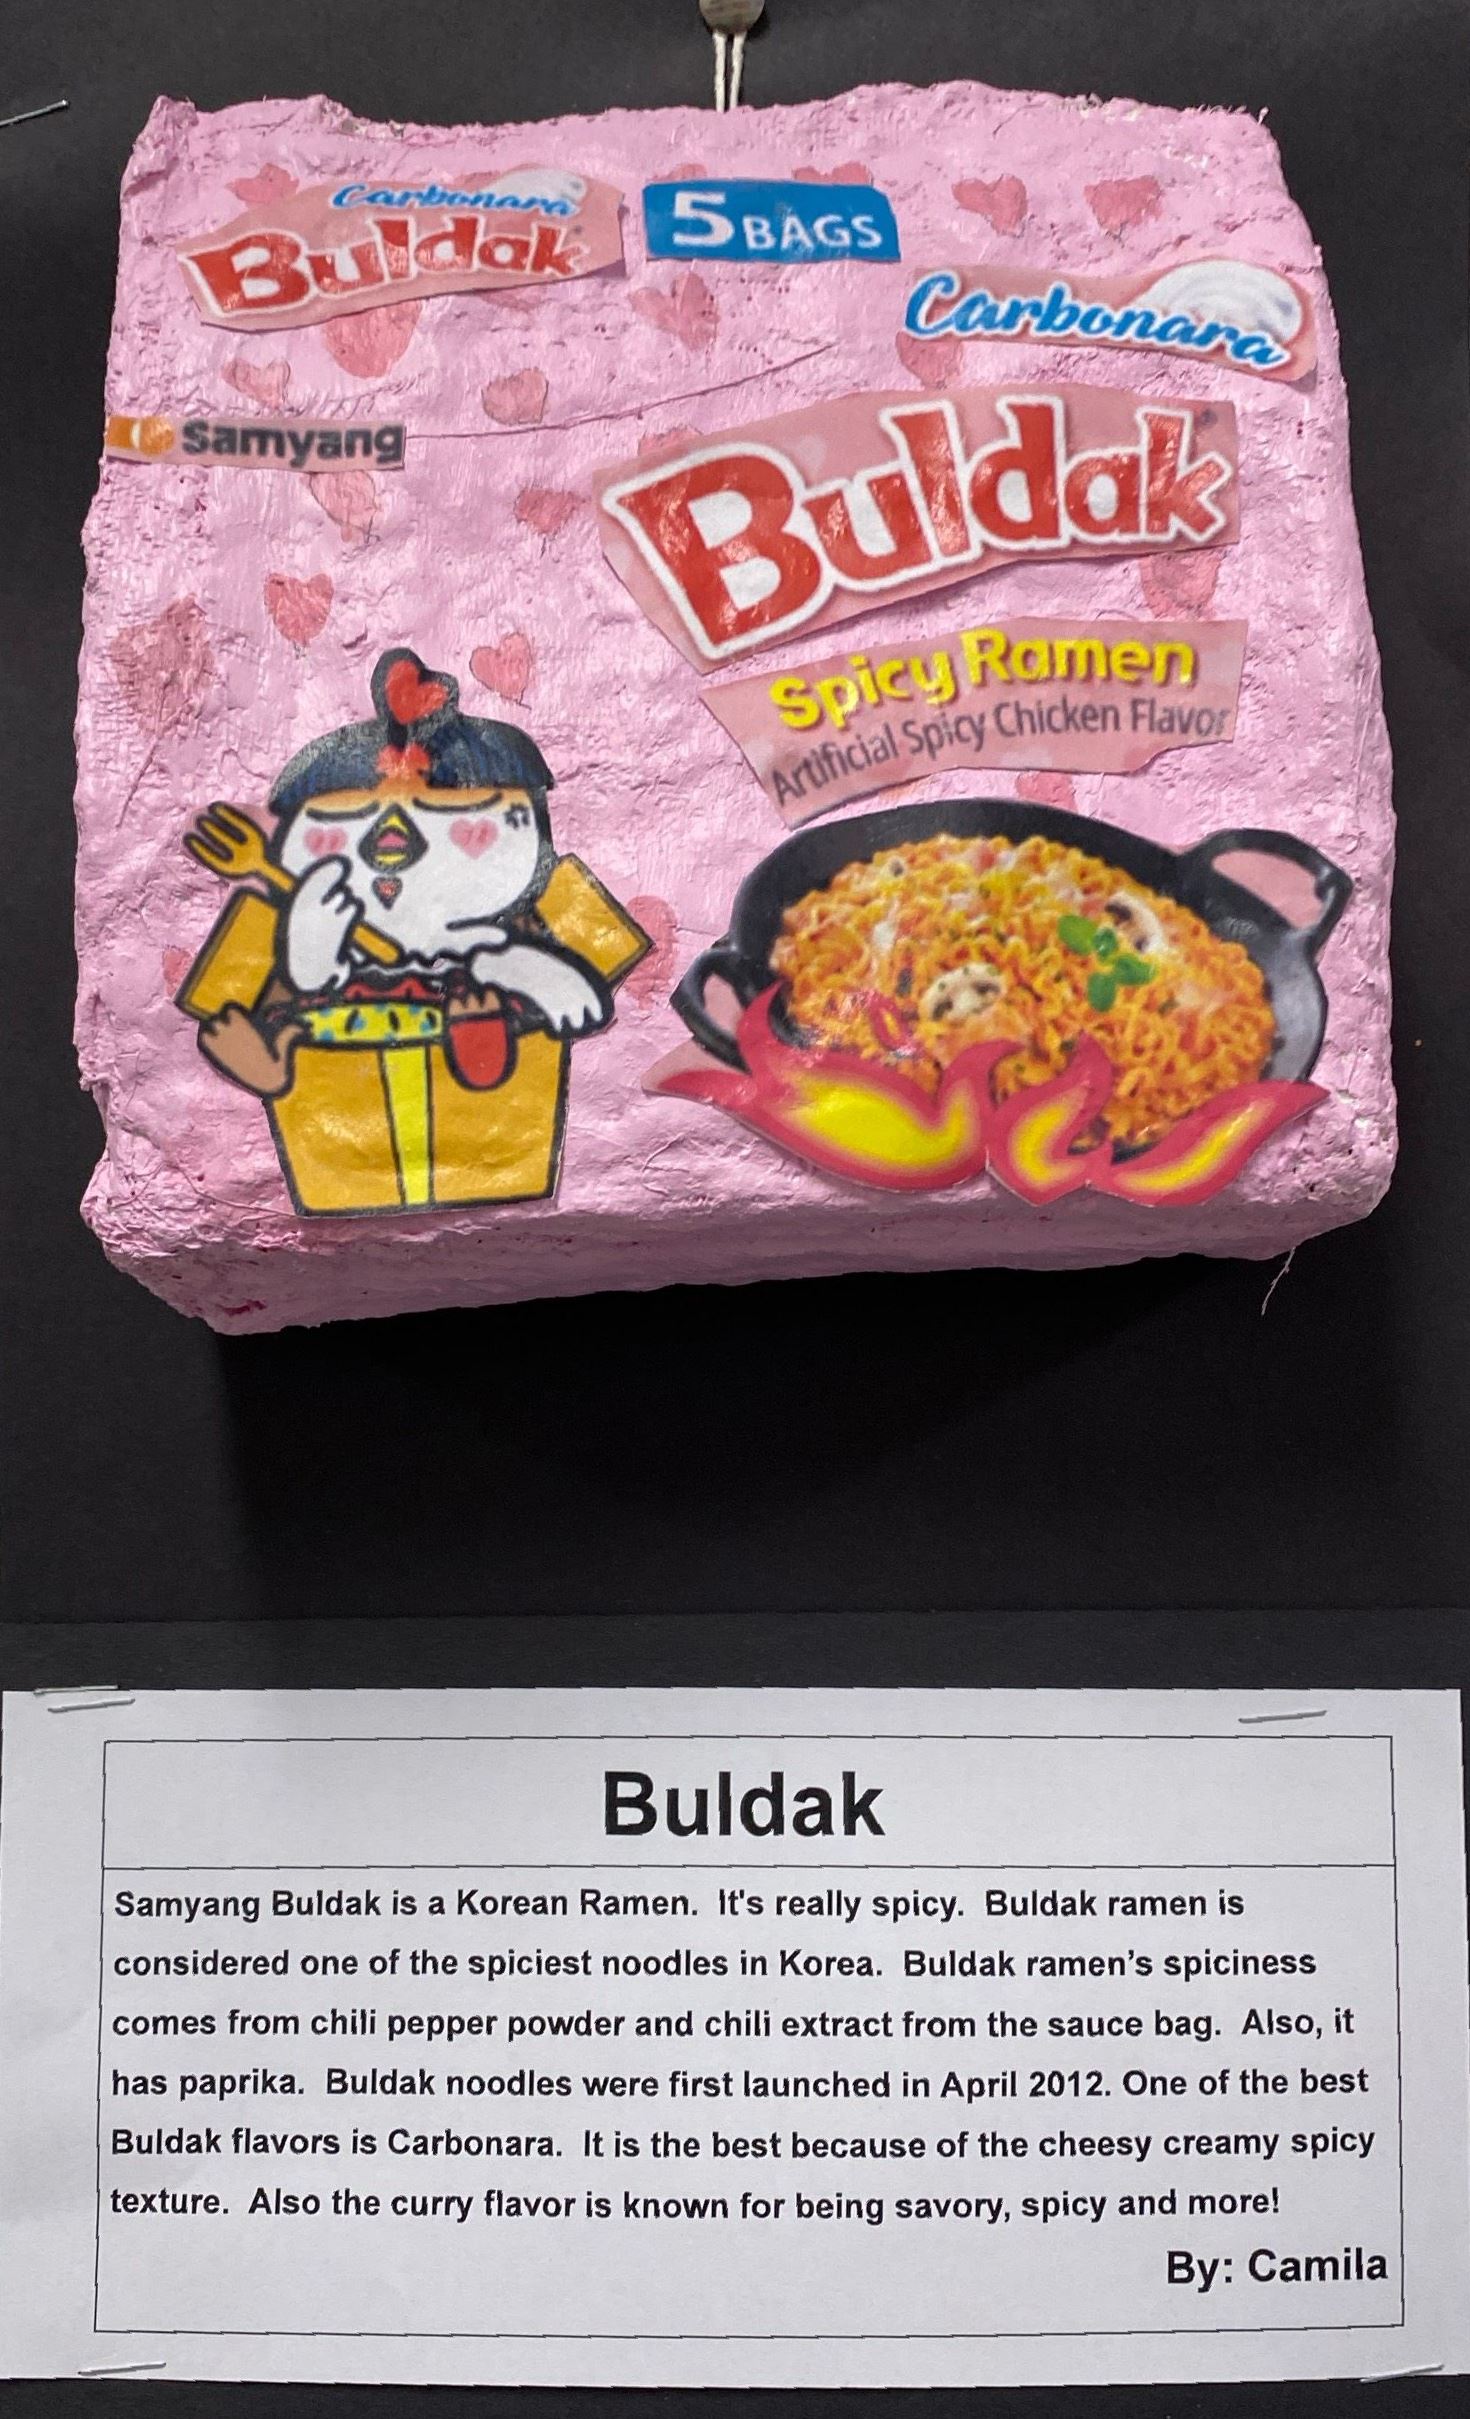 Carbonara
Buldak
5 BAGS
Carbonara
Samyang
Buldak
Spicy Ramen
Artificial Spicy Chicken Flavor
Buldak
Samyang Buldak is a Korean Ramen. It's really spicy. Buldak ramen is
considered one of the spiciest noodles in Korea. Buldak ramen’s spiciness
comes from chili pepper powder and chili extract from the sauce bag. Also, it
has paprika. Buldak noodles were first launched in April 2012. One of the best
Buldak flavors is Carbonara. It is the best because of the cheesy creamy spicy
texture. Also the curry flavor is known for being savory, spicy and more!
By: Camila